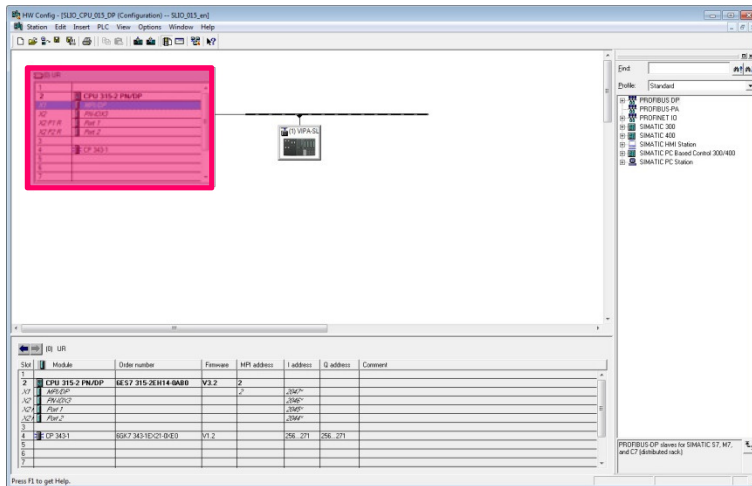 HW Config - [SLIO_CPU_015_DP (Configuration) -- SLIO_015_en]
Station Edit Insert PLC View Options Window Help
(0) UR
1
2 CPU 315-2 PN/DP
X1 MPI/DP
X2 PN-IO(X2)
X2 P1 R Port 1
X2 P2 R Port 2
3
4 CP 343-1
5
6
7
(1) VIPA-SL
Find:
Profile: Standard
PROFIBUS DP
PROFIBUS-PA
PROFINET IO
SIMATIC 300
SIMATIC 400
SIMATIC HMI Station
SIMATIC PC Based Control 300/400
SIMATIC PC Station
PROFIBUS-DP slaves for SIMATIC S7, M7, and C7 (distributed rack)
(0) UR
Slot Module Order number Firmware MPI address I address Q address Comment
1
2 CPU 315-2 PN/DP 6ES7 315-2EH14-0AB0 V3.2 2
X1 MPI/DP 2 2047*
X2 PN-IO(X2) 2046*
Port 1 2045*
Port 2 2044*
3
4 CP 343-1 6GK7 343-1EX21-0XE0 V1.2 256...271 256...271
5
6
7
Press F1 to get Help.